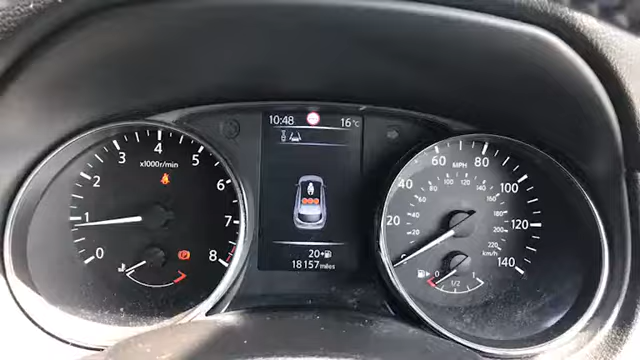 10:48 16°C
4
3 5
x1000r/min
2 6
1 7
0 8
20+
18157miles
MPH
60 80
40 100
20 120
0 140
80 100 120 140
60 160
40 180
20 200
220
km/h
0 1
1/2